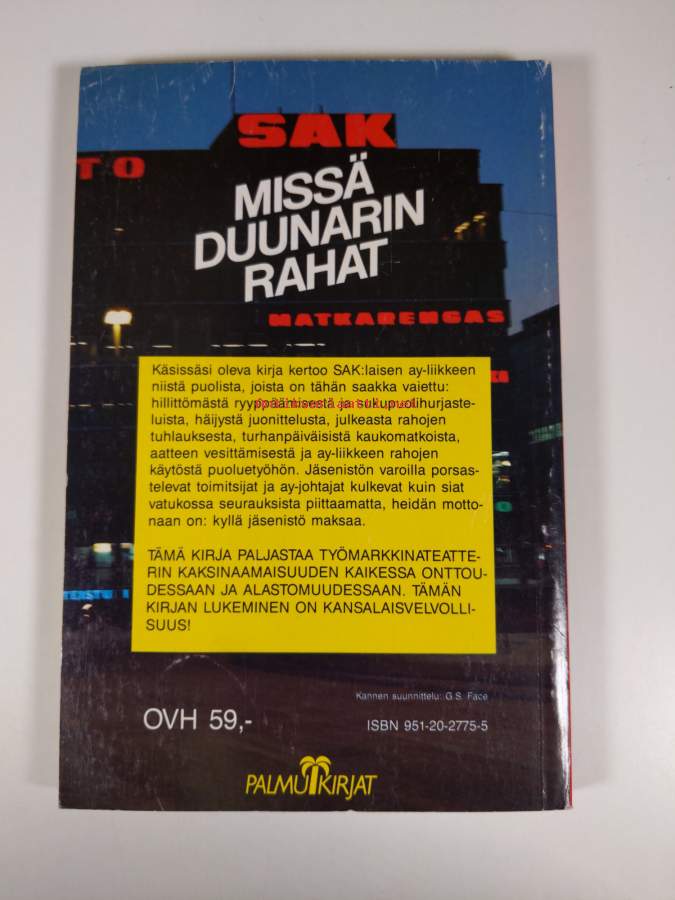 SAK
TO
MISSÄ
DUUNARIN
RAHAT
MATKARENGAS
Käsissäsi oleva kirja kertoo SAK:laisen ay-liikkeen
niistä puolista, joista on tähän saakka vaiettu:
hillittömästä ryyppäämisestä ja sukupuolihurjaste-
luista, häijystä juonittelusta, julkeasta rahojen
tuhlauksesta, turhanpäiväisistä kaukomatkoista,
aatteen vesittämisestä ja ay-liikkeen rahojen
käytöstä puoluetyöhön. Jäsenistön varoilla porsas-
televat toimitsijat ja ay-johtajat kulkevat kuin siat
vatukossa seurauksista piittaamatta, heidän motto-
naan on: kyllä jäsenistö maksaa.
TÄMÄ KIRJA PALJASTAA TYÖMARKKINATEATTE-
RIN KAKSINAAMAISUUDEN KAIKESSA ONTTOU-
DESSAAN JA ALASTOMUUDESSAAN. TÄMÄN
KIRJAN LUKEMINEN ON KANSALAISVELVOLLI-
SUUS!
Kannen suunnittelu: G.S. Face
OVH 59,-
ISBN 951-20-2775-5
PALMUKIRJAT